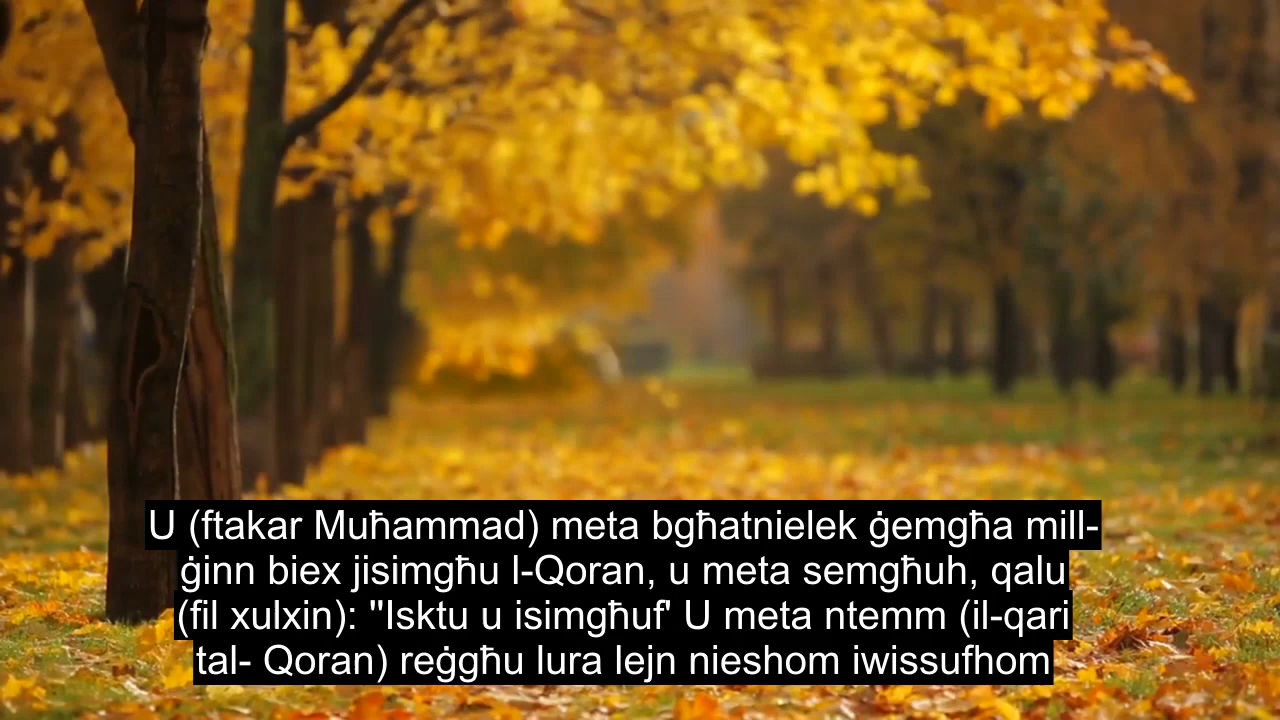 U (ftakar Muħammad) meta bgħatnielek ġemgħa mill-
ġinn biex jisimgħu l-Qoran, u meta semgħuh, qalu
(fil xulxin): "Isktu u isimgħuf' U meta ntemm (il-qari
tal- Qoran) reġgħu lura lejn nieshom iwissufhom